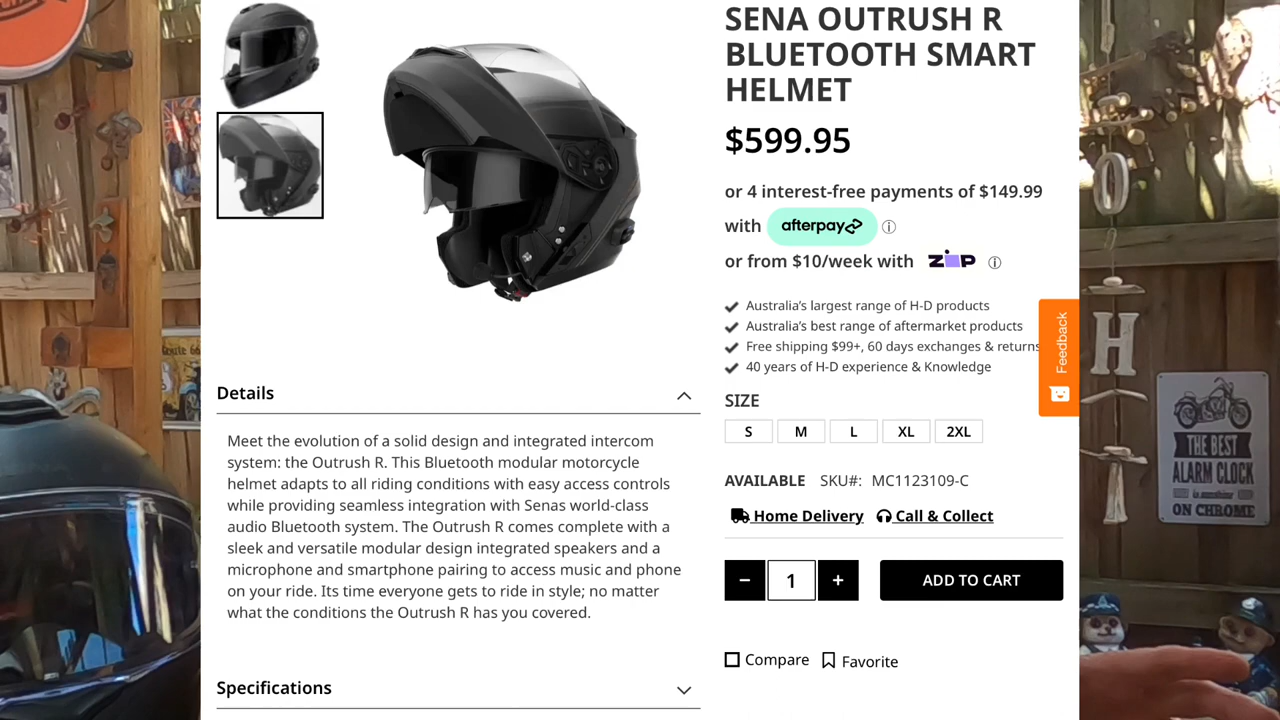 SENA OUTRUSH R
BLUETOOTH SMART
HELMET
$599.95
or 4 interest-free payments of $149.99
with afterpay
or from $10/week with ZIP
Australia's largest range of H-D products
Australia's best range of aftermarket products
Free shipping $99+, 60 days exchanges & returns
40 years of H-D experience & Knowledge
Feedback
SIZE
S M L XL 2XL
AVAILABLE SKU#: MC1123109-C
Home Delivery Call & Collect
− 1 + ADD TO CART
Compare Favorite
Details
Meet the evolution of a solid design and integrated intercom
system: the Outrush R. This Bluetooth modular motorcycle
helmet adapts to all riding conditions with easy access controls
while providing seamless integration with Senas world-class
audio Bluetooth system. The Outrush R comes complete with a
sleek and versatile modular design integrated speakers and a
microphone and smartphone pairing to access music and phone
on your ride. Its time everyone gets to ride in style; no matter
what the conditions the Outrush R has you covered.
Specifications
O
H
THE BEST
ALARM CLOCK
ON CHROME